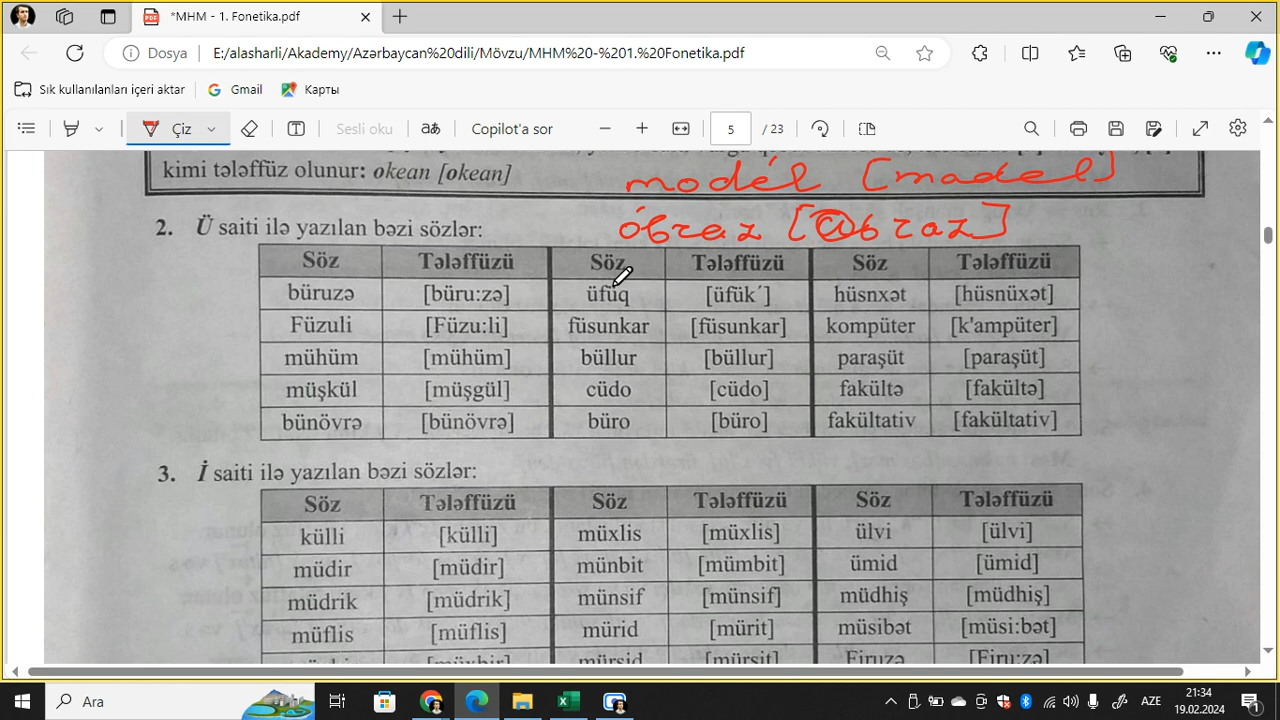 *MHM - 1. Fonetika.pdf
Dosya E:/alasharli/Akademy/Azərbaycan%20dili/Mövzu/MHM%20-%201.%20Fonetika.pdf
Sık kullanılanları içeri aktar Gmail Карты
Çiz Sesli oku aあ Copilot'a sor 5 / 23
kimi tələffüz olunur: okean [okean]
modél [madel]
óbraz [abraz]
2. Ü saiti ilə yazılan bəzi sözlər:
Söz Tələffüzü Söz Tələffüzü Söz Tələffüzü
büruzə [büru:zə] üfüq [üfük´] hüsnxət [hüsnüxət]
Füzuli [Füzu:li] füsunkar [füsunkar] kompüter [k'ampüter]
mühüm [mühüm] büllur [büllur] paraşüt [paraşüt]
müşkül [müşgül] cüdo [cüdo] fakültə [fakültə]
bünövrə [bünövrə] büro [büro] fakültativ [fakültativ]
3. İ saiti ilə yazılan bəzi sözlər:
Söz Tələffüzü Söz Tələffüzü Söz Tələffüzü
külli [külli] müxlis [müxlis] ülvi [ülvi]
müdir [müdir] münbit [mümbit] ümid [ümid]
müdrik [müdrik] münsif [münsif] müdhiş [müdhiş]
müflis [müflis] mürid [mürit] müsibət [müsi:bət]
Firuzə [Firu:zə]
Ara AZE 21:34
19.02.2024